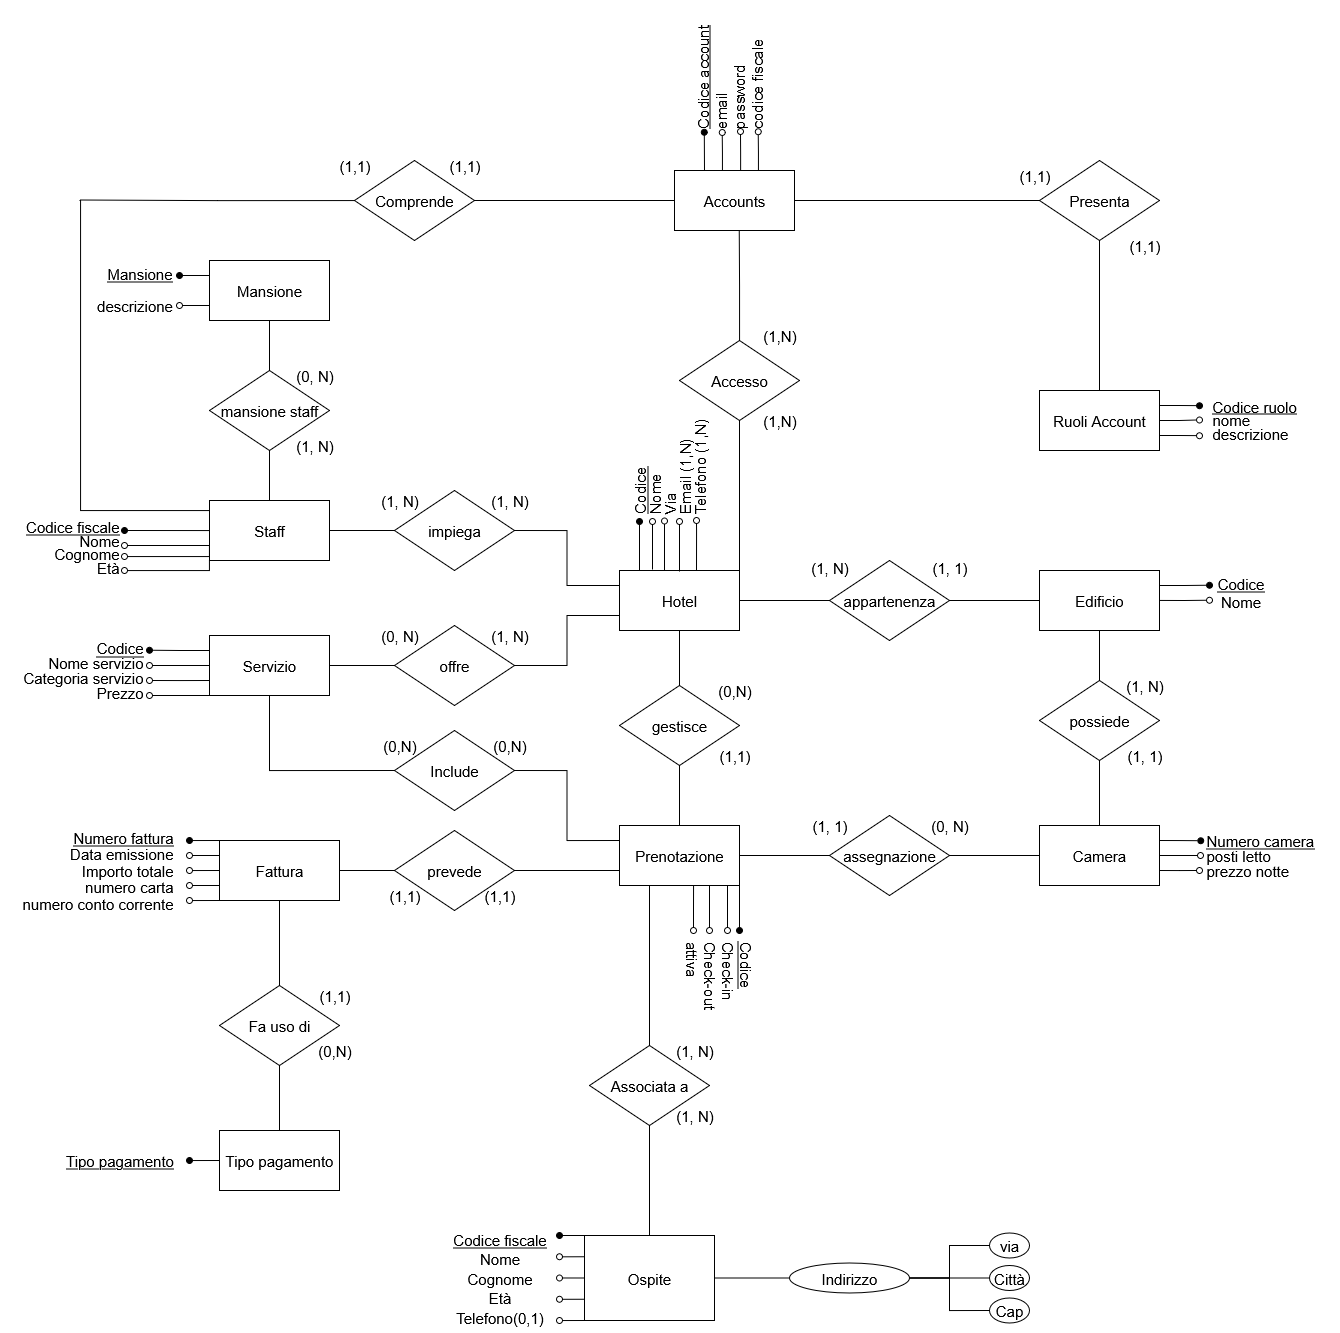 Codice account
email
password
codice fiscale
(1,1)
(1,1)
Comprende
Accounts
(1,1)
Presenta
(1,1)
Mansione
descrizione
Mansione
(0, N)
mansione staff
(1, N)
(1,N)
Accesso
(1,N)
Ruoli Account
Codice ruolo
nome
descrizione
Codice
Nome
Via
Email (1,N)
Telefono (1,N)
Codice fiscale
Nome
Cognome
Età
Staff
(1, N)
(1, N)
impiega
Hotel
(1, N)
(1, 1)
appartenenza
Edificio
Codice
Nome
Codice
Nome servizio
Categoria servizio
Prezzo
Servizio
(0, N)
(1, N)
offre
(0,N)
gestisce
(1,1)
(1, N)
possiede
(1, 1)
(0,N)
(0,N)
Include
Numero fattura
Data emissione
Importo totale
numero carta
numero conto corrente
Fattura
prevede
(1,1)
(1,1)
Prenotazione
(1, 1)
(0, N)
assegnazione
Camera
Numero camera
posti letto
prezzo notte
attiva
Check-out
Check-in
Codice
(1,1)
Fa uso di
(0,N)
(1, N)
Associata a
(1, N)
Tipo pagamento
Tipo pagamento
Codice fiscale
Nome
Cognome
Età
Telefono(0,1)
Ospite
Indirizzo
via
Città
Cap